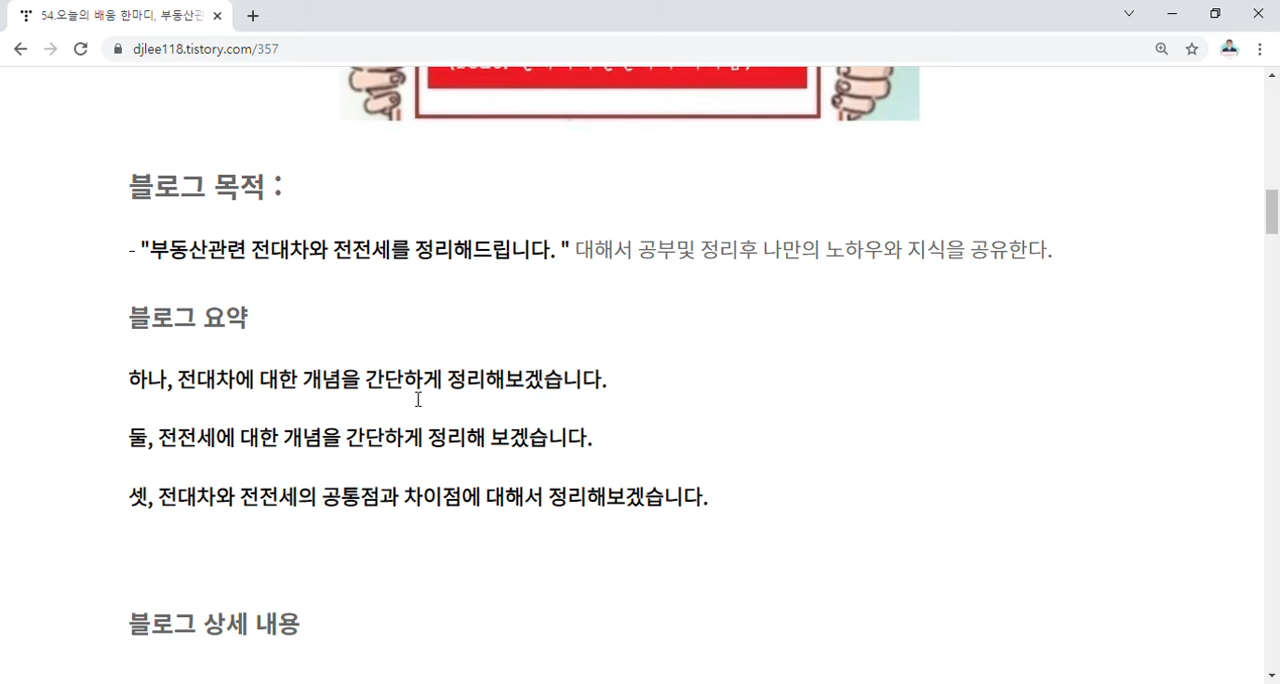 54.오늘의 배움 한마디, 부동산관
djlee118.tistory.com/357
블로그 목적 :
- "부동산관련 전대차와 전전세를 정리해드립니다. " 대해서 공부및 정리후 나만의 노하우와 지식을 공유한다.
블로그 요약
하나, 전대차에 대한 개념을 간단하게 정리해보겠습니다.
둘, 전전세에 대한 개념을 간단하게 정리해 보겠습니다.
셋, 전대차와 전전세의 공통점과 차이점에 대해서 정리해보겠습니다.
블로그 상세 내용